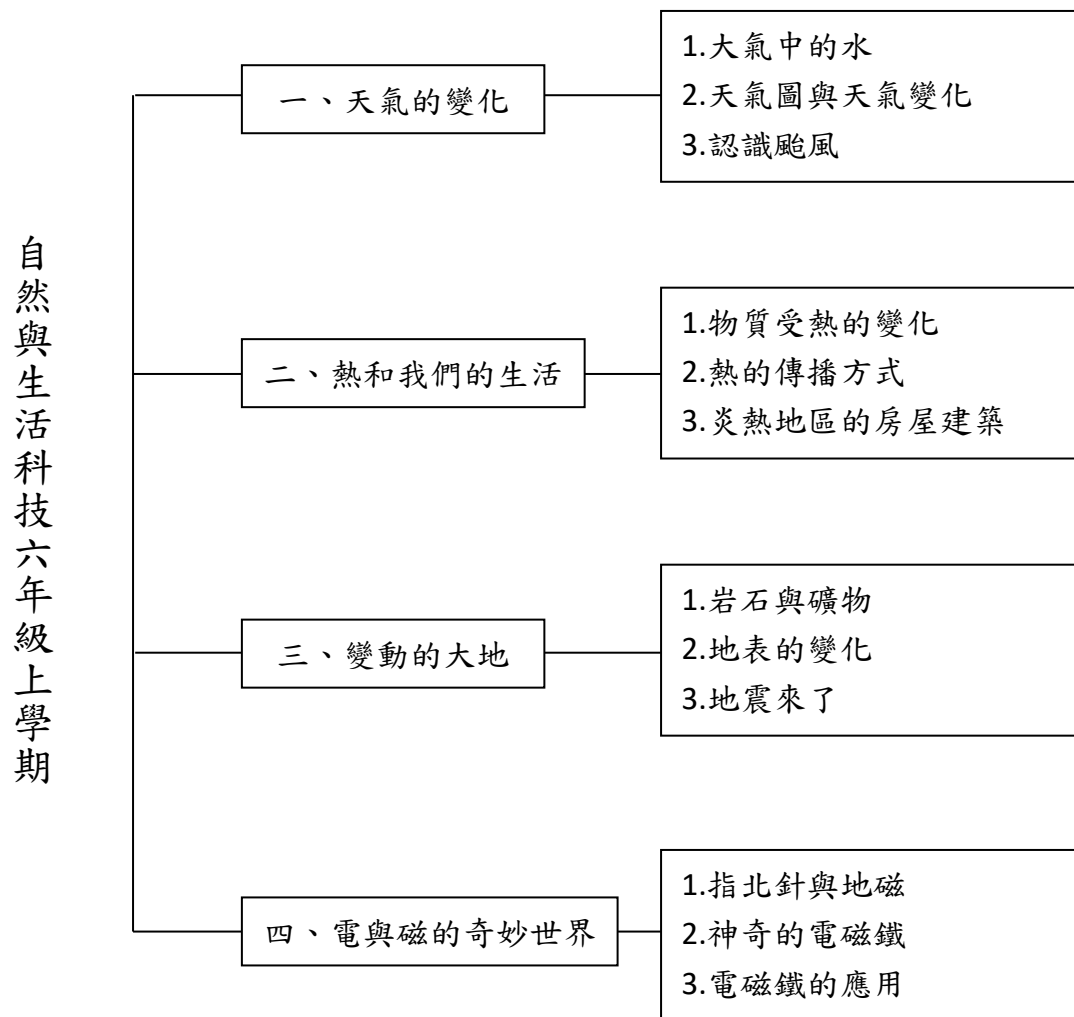 自然與生活科技六年級上學期
一、天氣的變化
1.大氣中的水
2.天氣圖與天氣變化
3.認識颱風
二、熱和我們的生活
1.物質受熱的變化
2.熱的傳播方式
3.炎熱地區的房屋建築
三、變動的大地
1.岩石與礦物
2.地表的變化
3.地震來了
四、電與磁的奇妙世界
1.指北針與地磁
2.神奇的電磁鐵
3.電磁鐵的應用